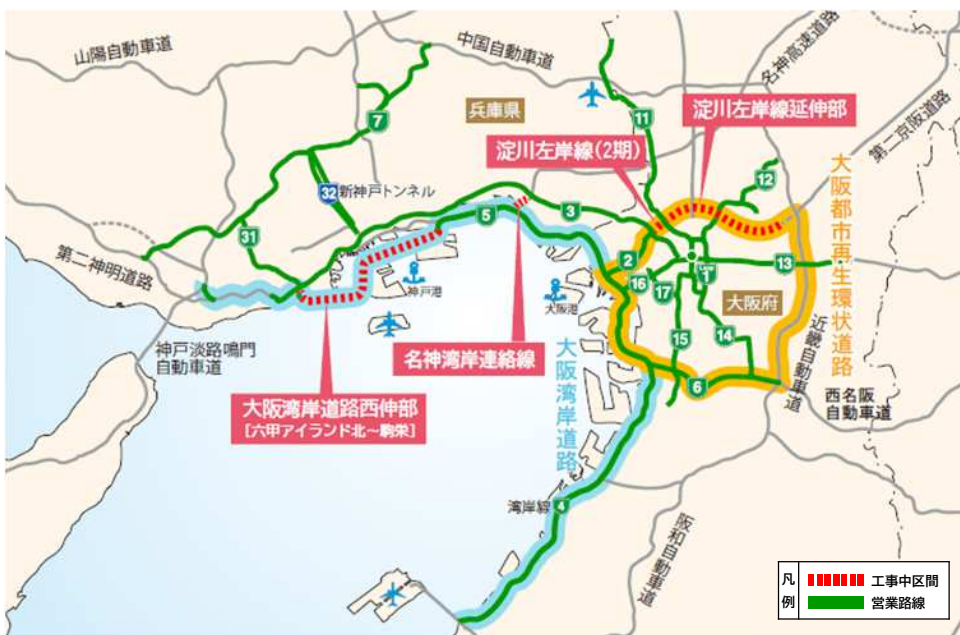 山陽自動車道
中国自動車道
名神高速道路
兵庫県
淀川左岸線延伸部
第二京阪道路
淀川左岸線(2期)
7
11
12
32
新神戸トンネル
5
3
31
第二神明道路
2
13
16
1
17
大阪府
神戸港
大阪港
15
14
6
神戸淡路鳴門
自動車道
名神湾岸連絡線
大阪湾岸道路西伸部
[六甲アイランド北~駒栄]
大阪湾岸道路
大阪都市再生環状道路
近畿自動車道
西名阪
自動車道
湾岸線
4
阪和自動車道
凡例
工事中区間
営業路線